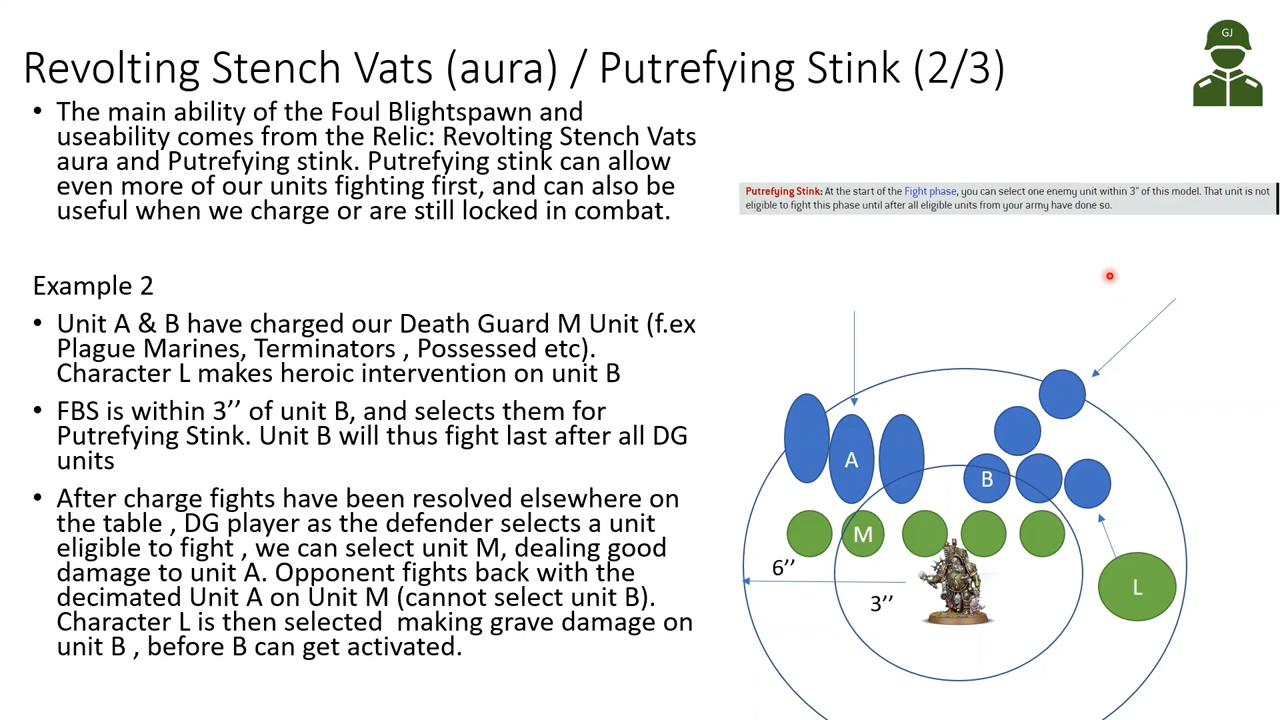 GJ
Revolting Stench Vats (aura) / Putrefying Stink (2/3)
• The main ability of the Foul Blightspawn and
useability comes from the Relic: Revolting Stench Vats
aura and Putrefying stink. Putrefying stink can allow
even more of our units fighting first, and can also be
useful when we charge or are still locked in combat.
Putrefying Stink: At the start of the Fight phase, you can select one enemy unit within 3" of this model. That unit is not
eligible to fight this phase until after all eligible units from your army have done so.
Example 2
• Unit A & B have charged our Death Guard M Unit (f.ex
Plague Marines, Terminators , Possessed etc).
Character L makes heroic intervention on unit B
• FBS is within 3’’ of unit B, and selects them for
Putrefying Stink. Unit B will thus fight last after all DG
units
• After charge fights have been resolved elsewhere on
the table , DG player as the defender selects a unit
eligible to fight , we can select unit M, dealing good
damage to unit A. Opponent fights back with the
decimated Unit A on Unit M (cannot select unit B).
Character L is then selected  making grave damage on
unit B , before B can get activated.
A
B
M
6’’
3’’
L